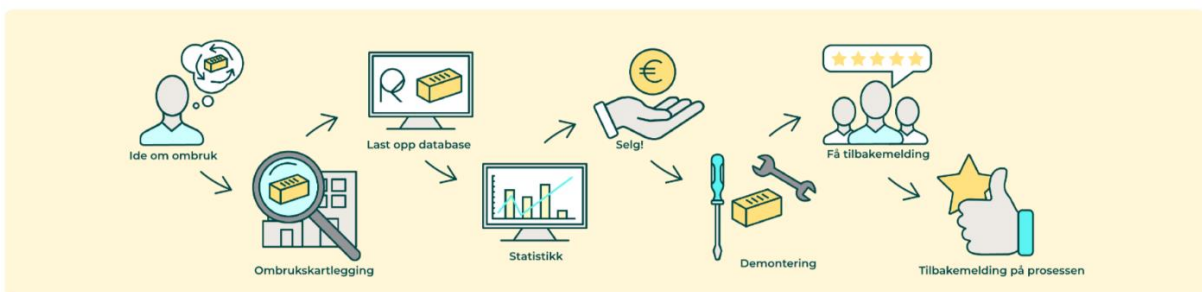 Ide om ombruk
Ombrukskartlegging
Last opp database
Statistikk
€
Selg!
Demontering
Få tilbakemelding
Tilbakemelding på prosessen